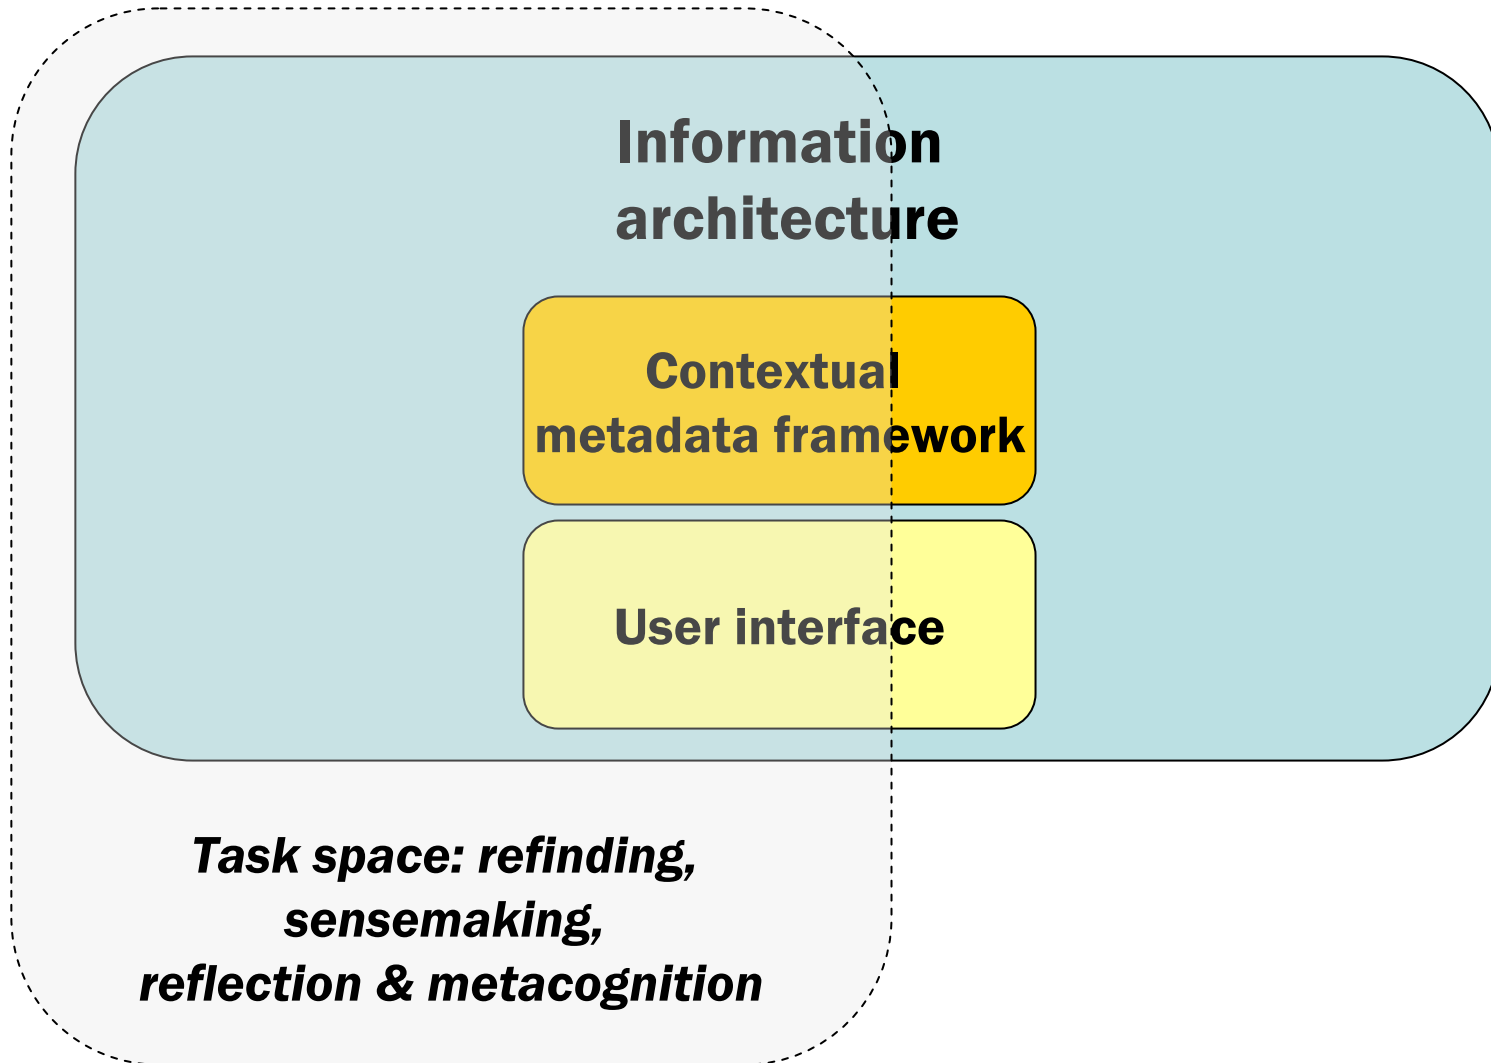 Information
architecture
Contextual
metadata framework
User interface
Task space: refinding,
sensemaking,
reflection & metacognition